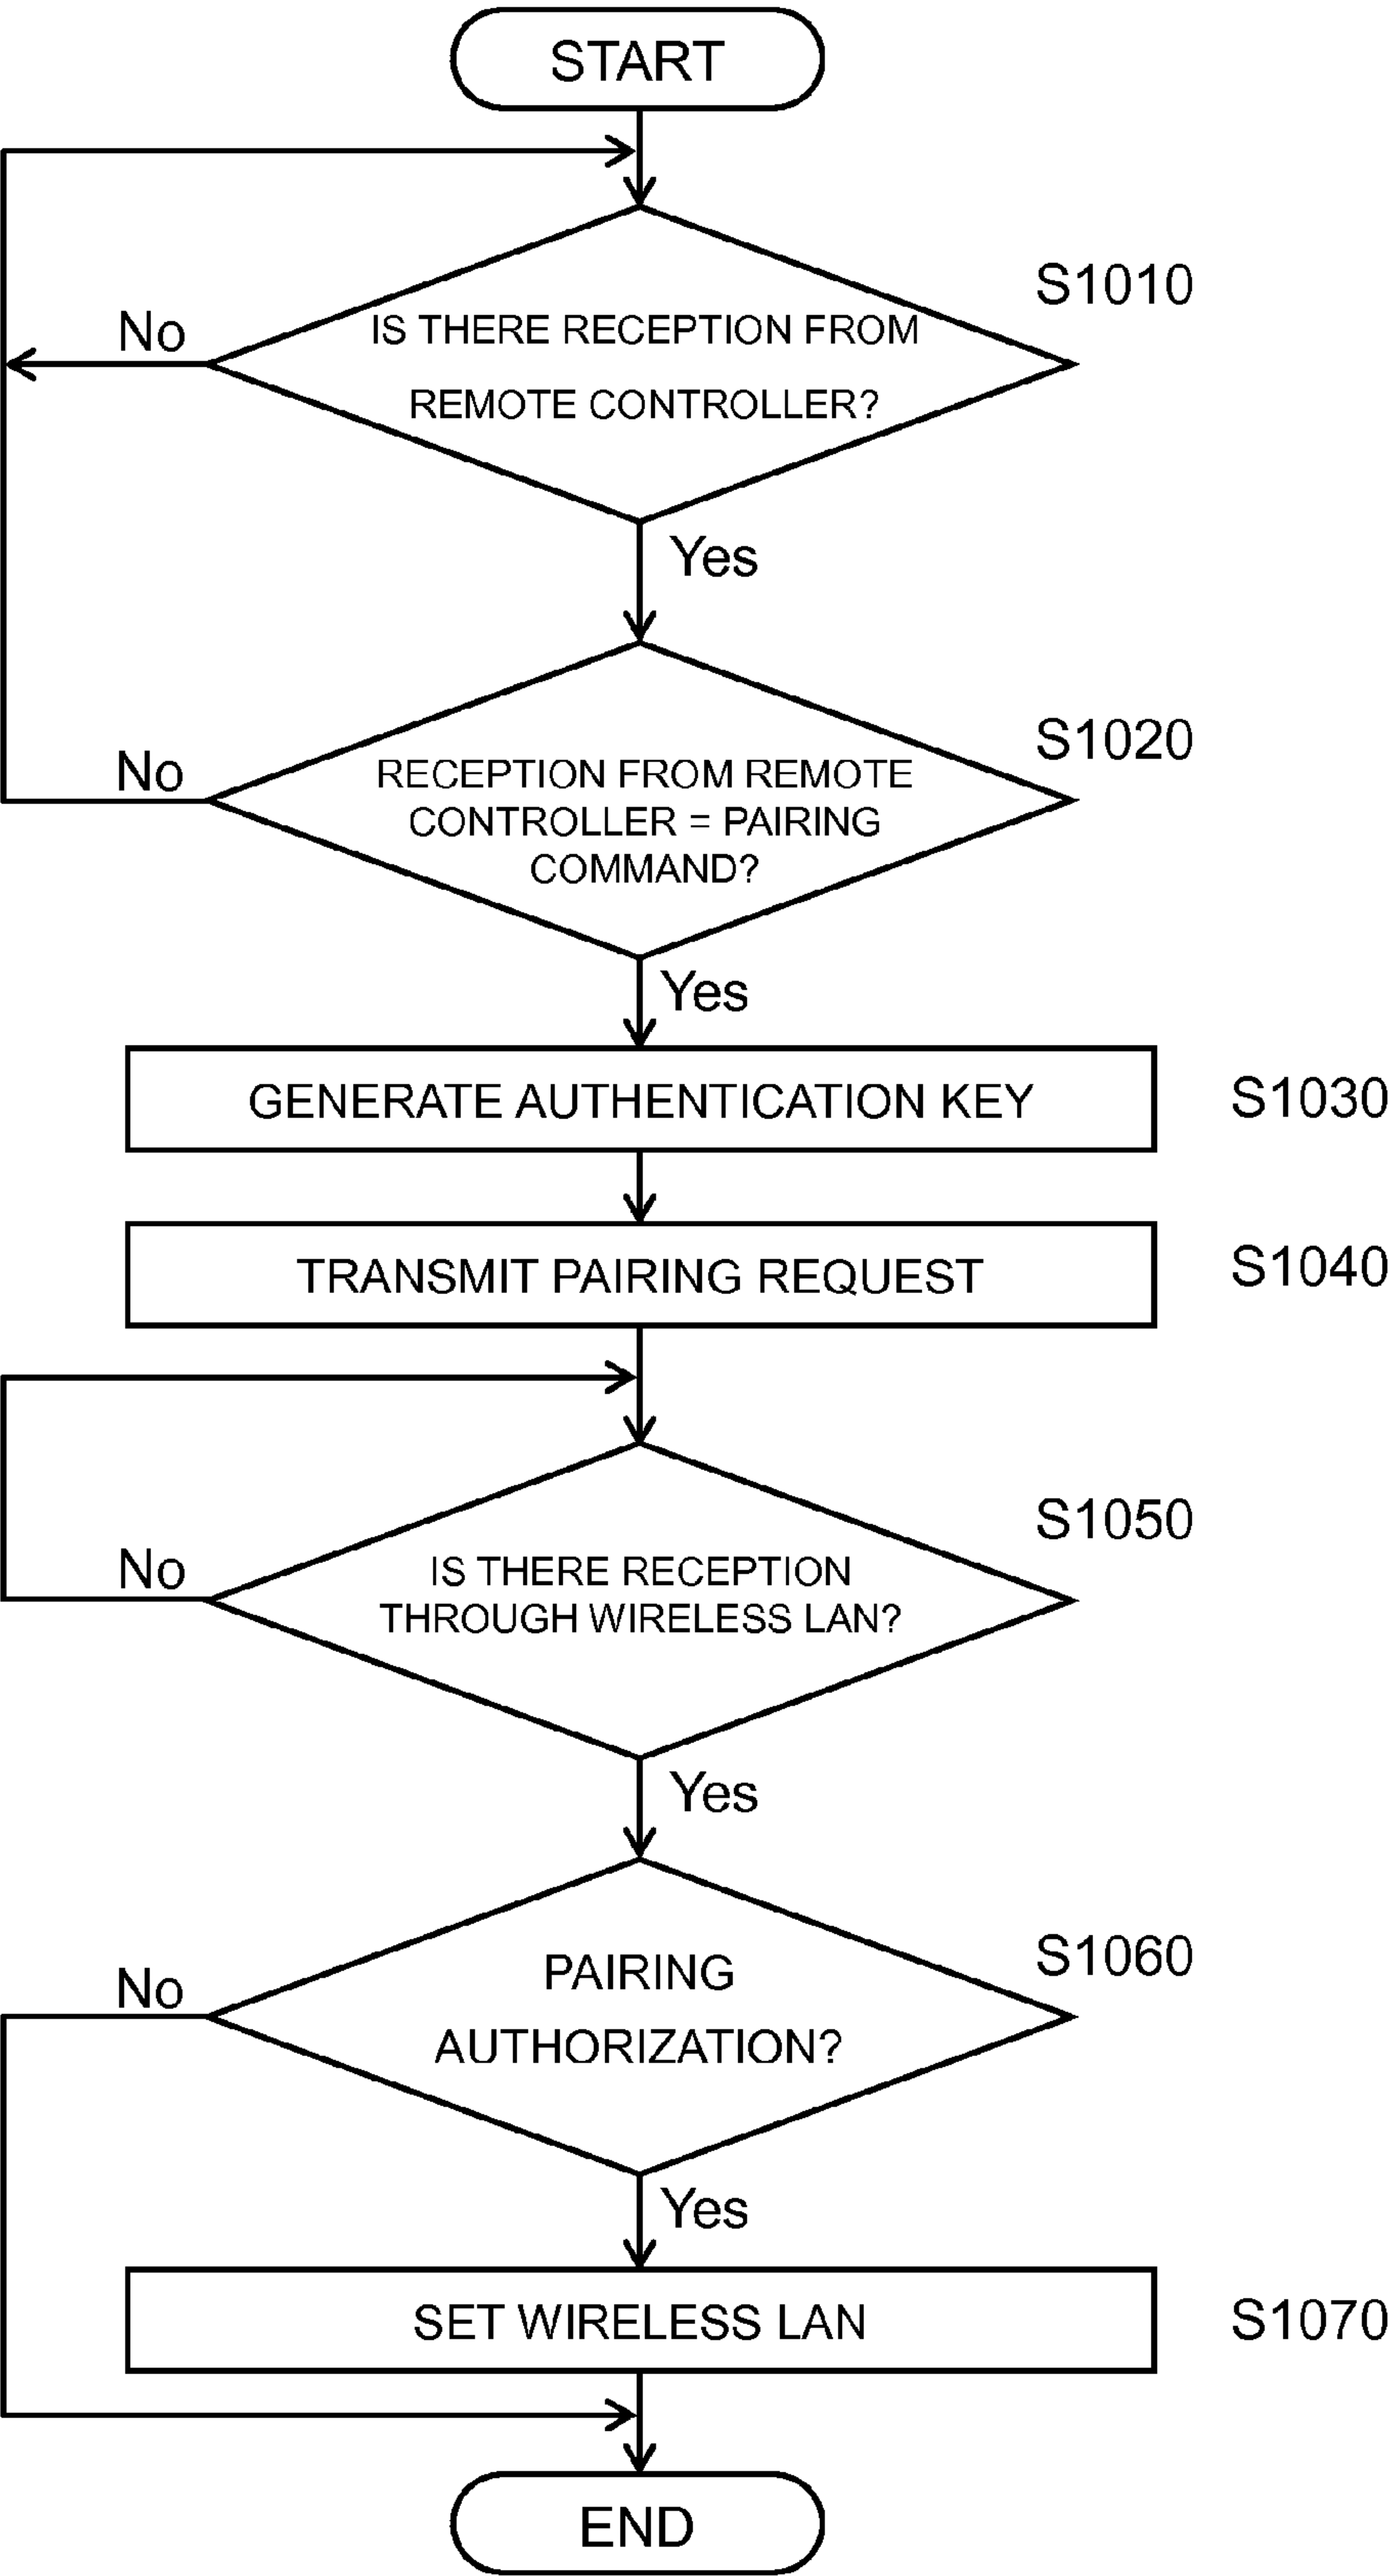 START
S1010
No
IS THERE RECEPTION FROM
REMOTE CONTROLLER?
Yes
S1020
No
RECEPTION FROM REMOTE
CONTROLLER = PAIRING
COMMAND?
Yes
GENERATE AUTHENTICATION KEY
S1030
TRANSMIT PAIRING REQUEST
S1040
S1050
No
IS THERE RECEPTION
THROUGH WIRELESS LAN?
Yes
S1060
No
PAIRING
AUTHORIZATION?
Yes
SET WIRELESS LAN
S1070
END